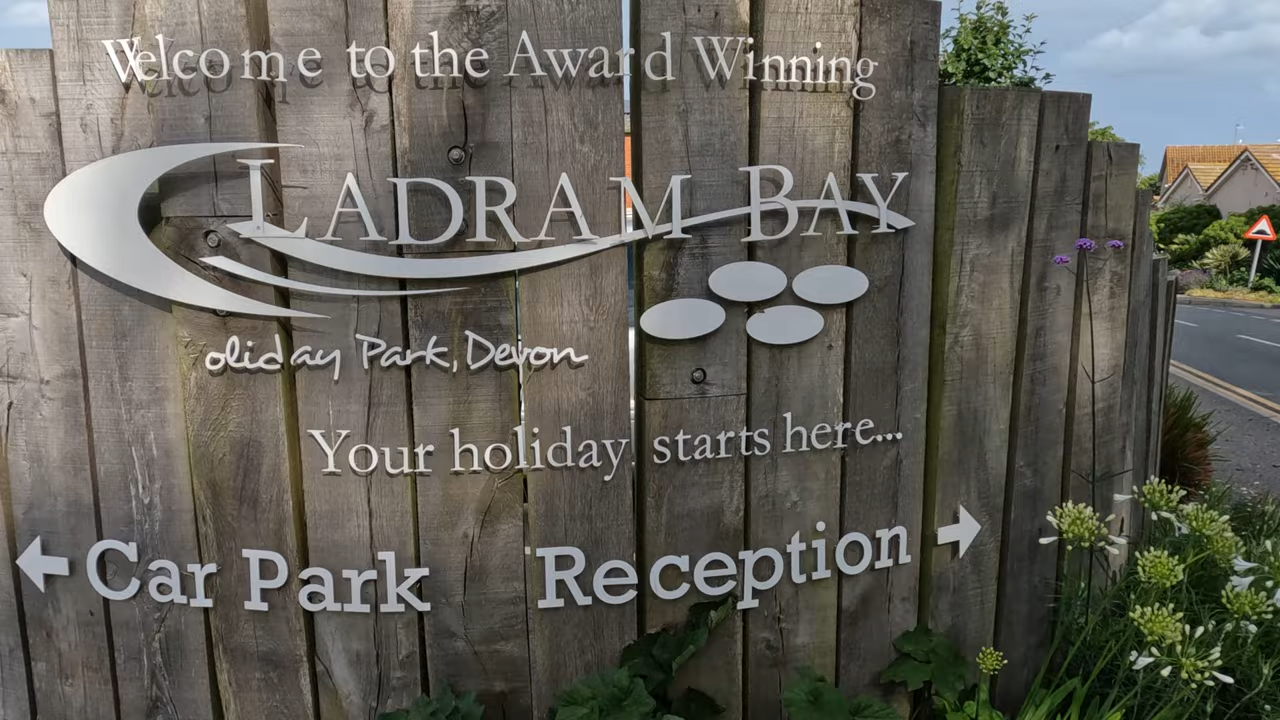 Welcome to the Award Winning
LADRAM BAY
oliday Park, Devon
Your holiday starts here...
Car Park
Reception